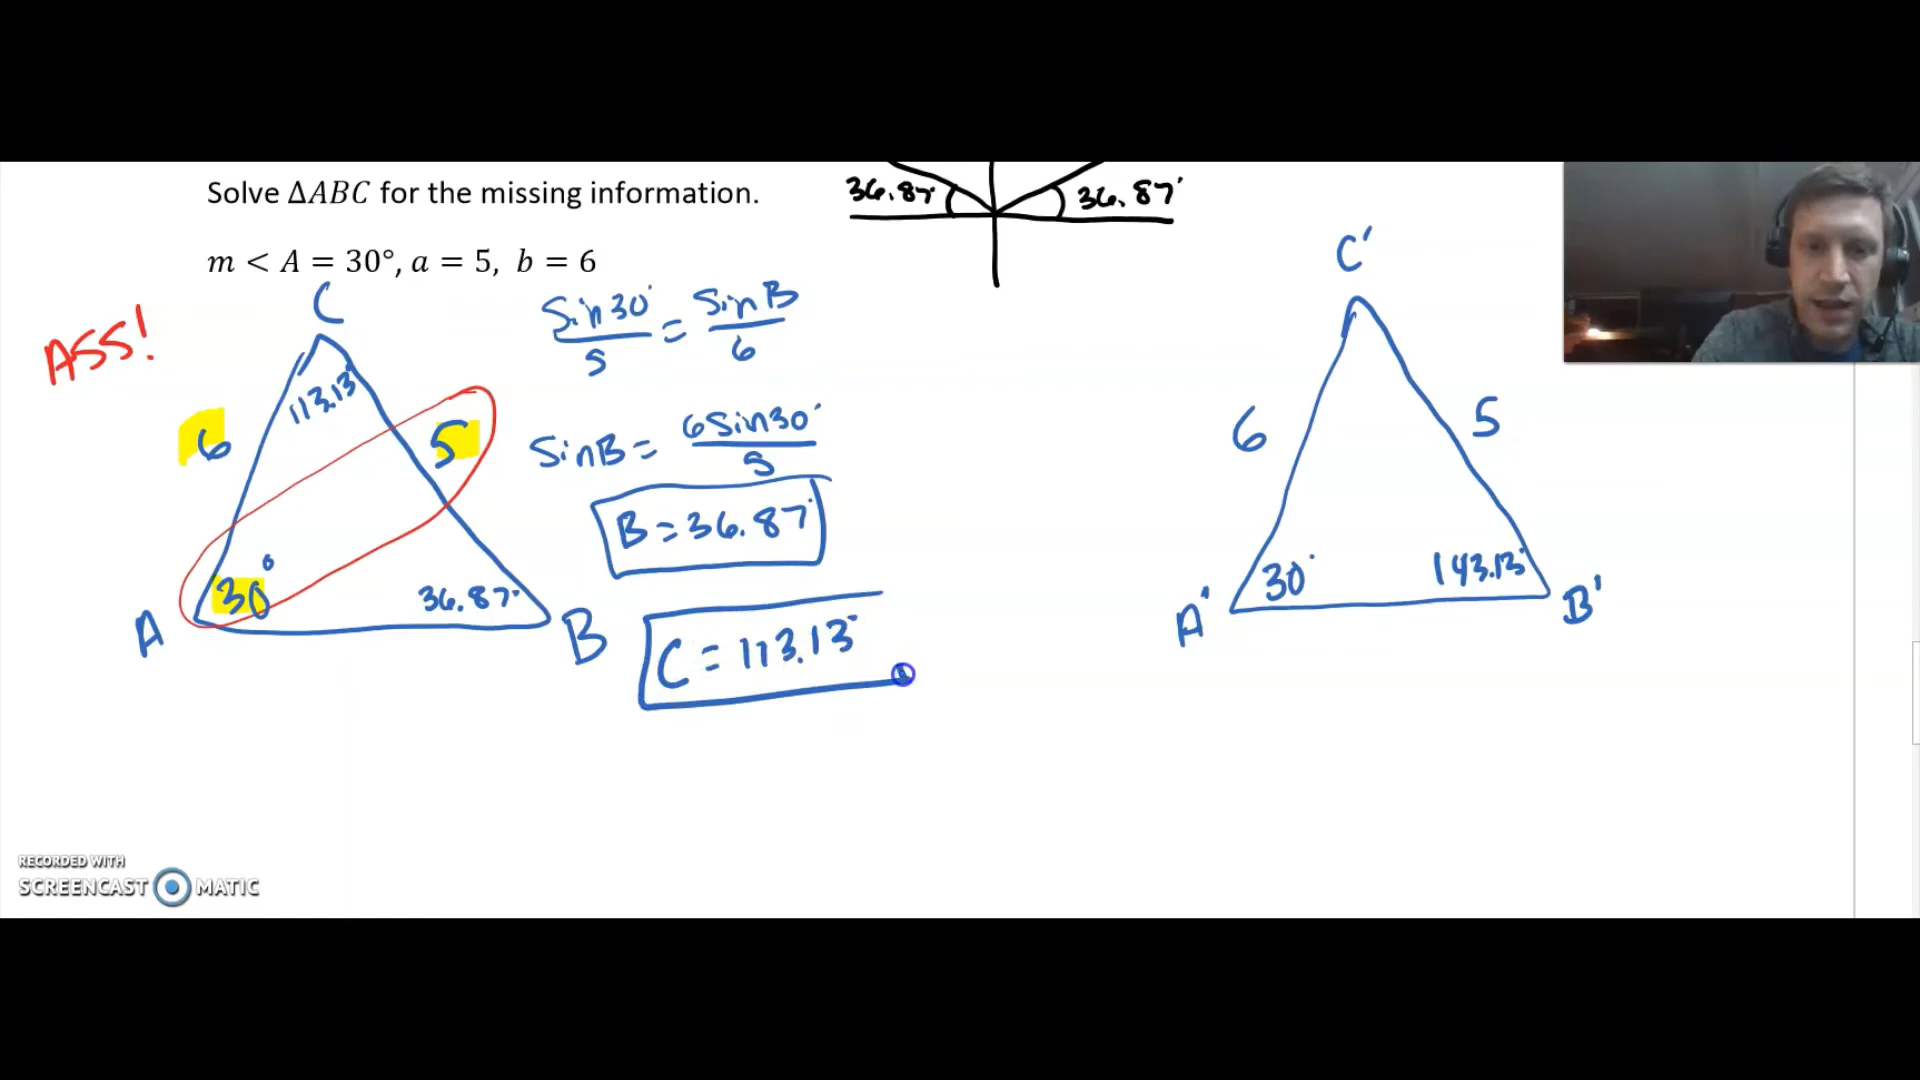 Solve ΔABC for the missing information.
m < A = 30°, a = 5, b = 6
36.87° 36.87°
ASS!
C
113.13°
6
5
30°
36.87°
A
B
Sin30°/5 = SinB/6
SinB = 6Sin30°/5
B = 36.87°
C = 113.13°
C'
6
5
30°
143.13°
A'
B'
RECORDED WITH
SCREENCAST MATIC